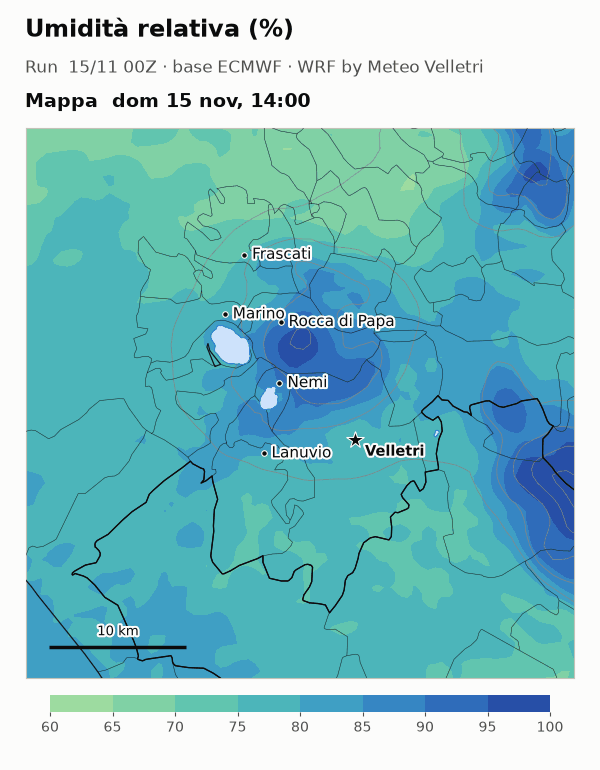 Umidità relativa (%)
Run  15/11 00Z · base ECMWF · WRF by Meteo Velletri
Mappa  dom 15 nov, 14:00
Frascati
Marino
Rocca di Papa
Nemi
Velletri
Lanuvio
10 km
60 65 70 75 80 85 90 95 100